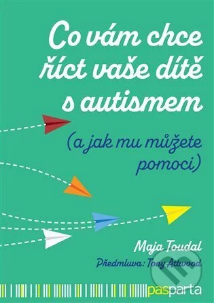 Co vám chce
říct vaše dítě
s autismem
(a jak mu můžete
pomoci)
Maja Toudal
Předmluva: Tony Attwood
pasparta